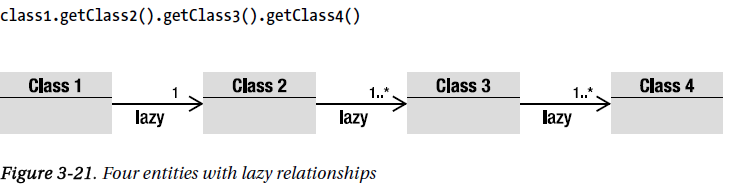 class1.getClass2().getClass3().getClass4()
Class 1 1 Class 2 1..* Class 3 1..* Class 4
lazy lazy lazy
Figure 3-21. Four entities with lazy relationships